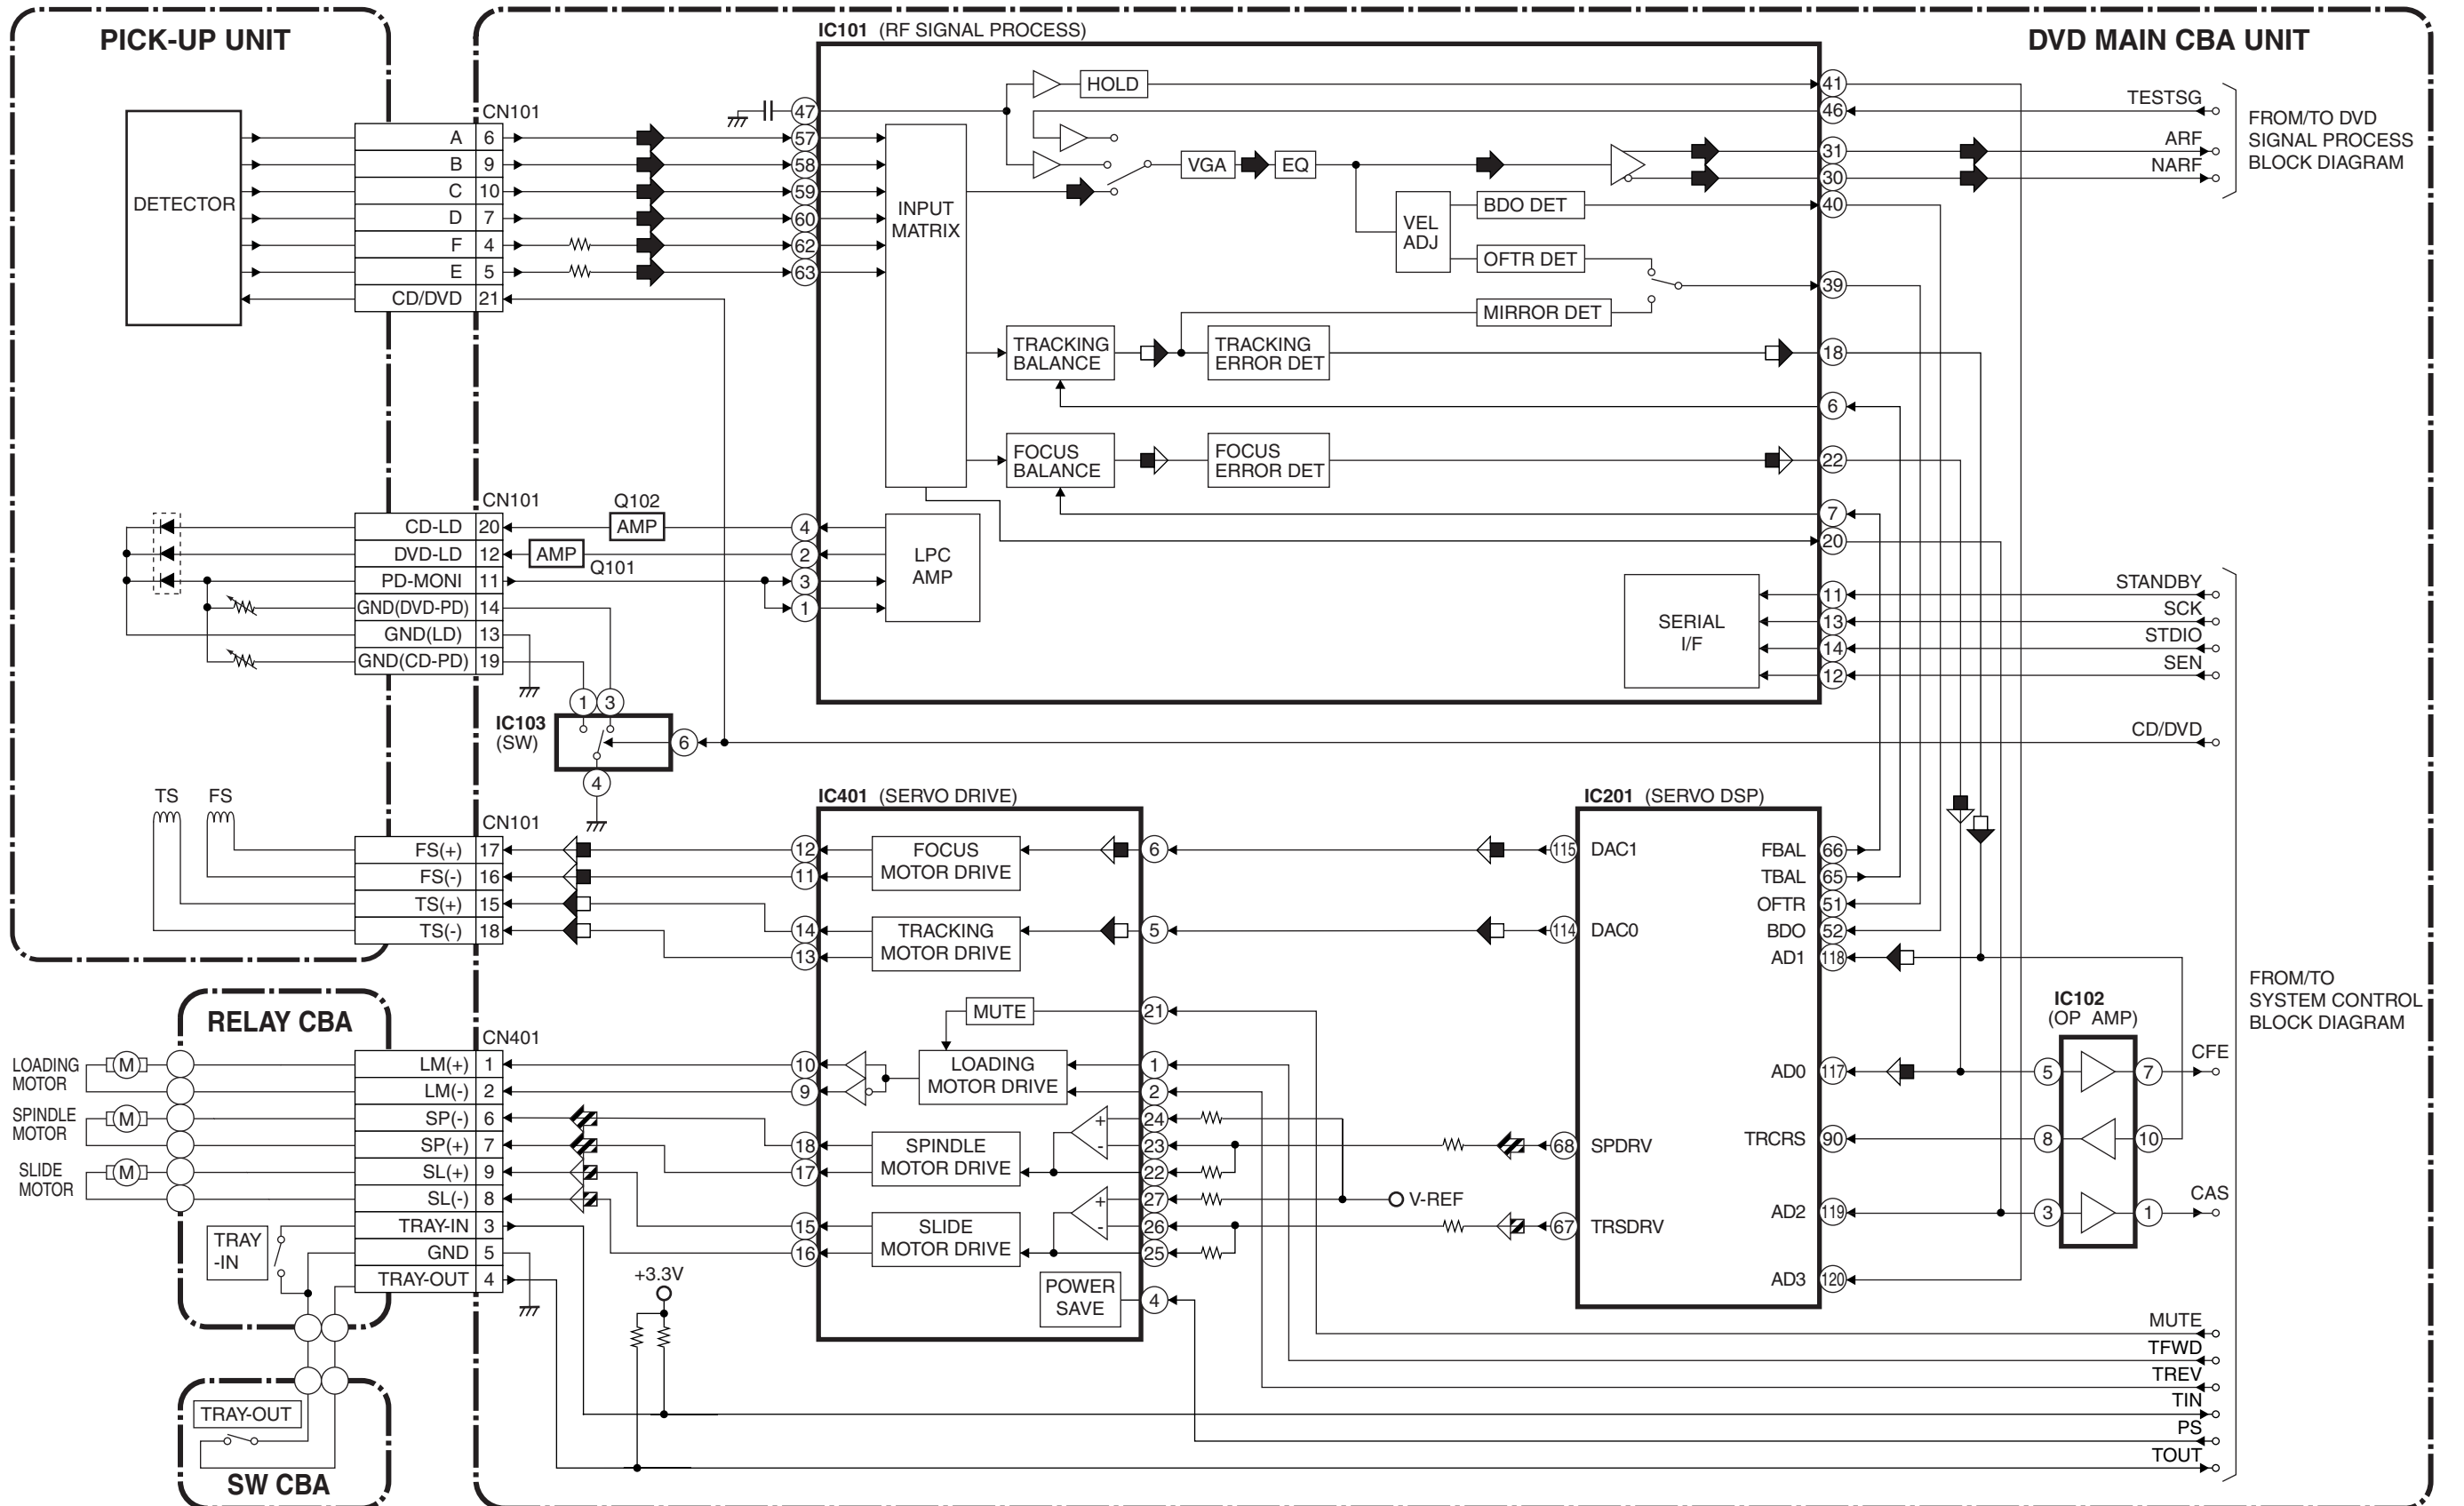 PICK-UP UNIT
DVD MAIN CBA UNIT
IC101 (RF SIGNAL PROCESS)
DETECTOR
CN101
A 6
B 9
C 10
D 7
F 4
E 5
CD/DVD 21
47
57
58
59
60
62
63
INPUT
MATRIX
HOLD
VGA
EQ
VEL
ADJ
BDO DET
OFTR DET
MIRROR DET
TRACKING
BALANCE
TRACKING
ERROR DET
FOCUS
BALANCE
FOCUS
ERROR DET
41
46
31
30
40
39
18
6
22
7
20
TESTSG
ARF
NARF
FROM/TO DVD
SIGNAL PROCESS
BLOCK DIAGRAM
CN101
CD-LD 20
DVD-LD 12
PD-MONI 11
GND(DVD-PD) 14
GND(LD) 13
GND(CD-PD) 19
Q102
AMP
AMP
Q101
4
2
3
1
LPC
AMP
SERIAL
I/F
11
13
14
12
STANDBY
SCK
STDIO
SEN
IC103
(SW)
1
3
6
4
CD/DVD
TS
FS
CN101
FS(+) 17
FS(-) 16
TS(+) 15
TS(-) 18
IC401 (SERVO DRIVE)
12
11
FOCUS
MOTOR DRIVE
6
14
13
TRACKING
MOTOR DRIVE
5
MUTE
21
10
9
LOADING
MOTOR DRIVE
1
2
24
23
22
+
-
18
17
SPINDLE
MOTOR DRIVE
27
26
25
+
-
15
16
SLIDE
MOTOR DRIVE
POWER
SAVE
4
V-REF
IC201 (SERVO DSP)
115 DAC1
114 DAC0
68 SPDRV
67 TRSDRV
FBAL 66
TBAL 65
OFTR 51
BDO 52
AD1 118
AD0 117
TRCRS 90
AD2 119
AD3 120
IC102
(OP AMP)
5
7
8
10
3
1
CFE
CAS
FROM/TO
SYSTEM CONTROL
BLOCK DIAGRAM
RELAY CBA
LOADING
MOTOR
M
SPINDLE
MOTOR
M
SLIDE
MOTOR
M
CN401
LM(+) 1
LM(-) 2
SP(-) 6
SP(+) 7
SL(+) 9
SL(-) 8
TRAY-IN 3
GND 5
TRAY-OUT 4
TRAY
-IN
+3.3V
TRAY-OUT
SW CBA
MUTE
TFWD
TREV
TIN
PS
TOUT